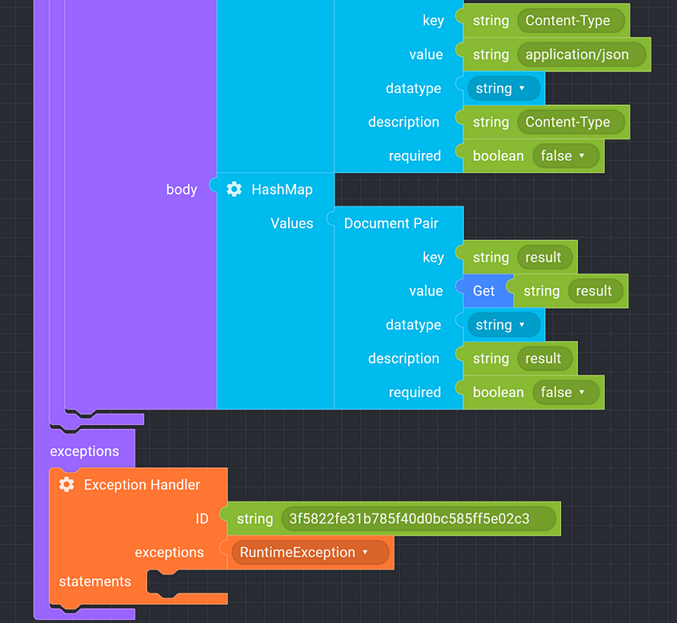 key string Content-Type
value string application/json
datatype string
description string Content-Type
required boolean false
body HashMap
Values Document Pair
key string result
value Get string result
datatype string
description string result
required boolean false
exceptions
Exception Handler
ID string 3f5822fe31b785f40d0bc585ff5e02c3
exceptions RuntimeException
statements